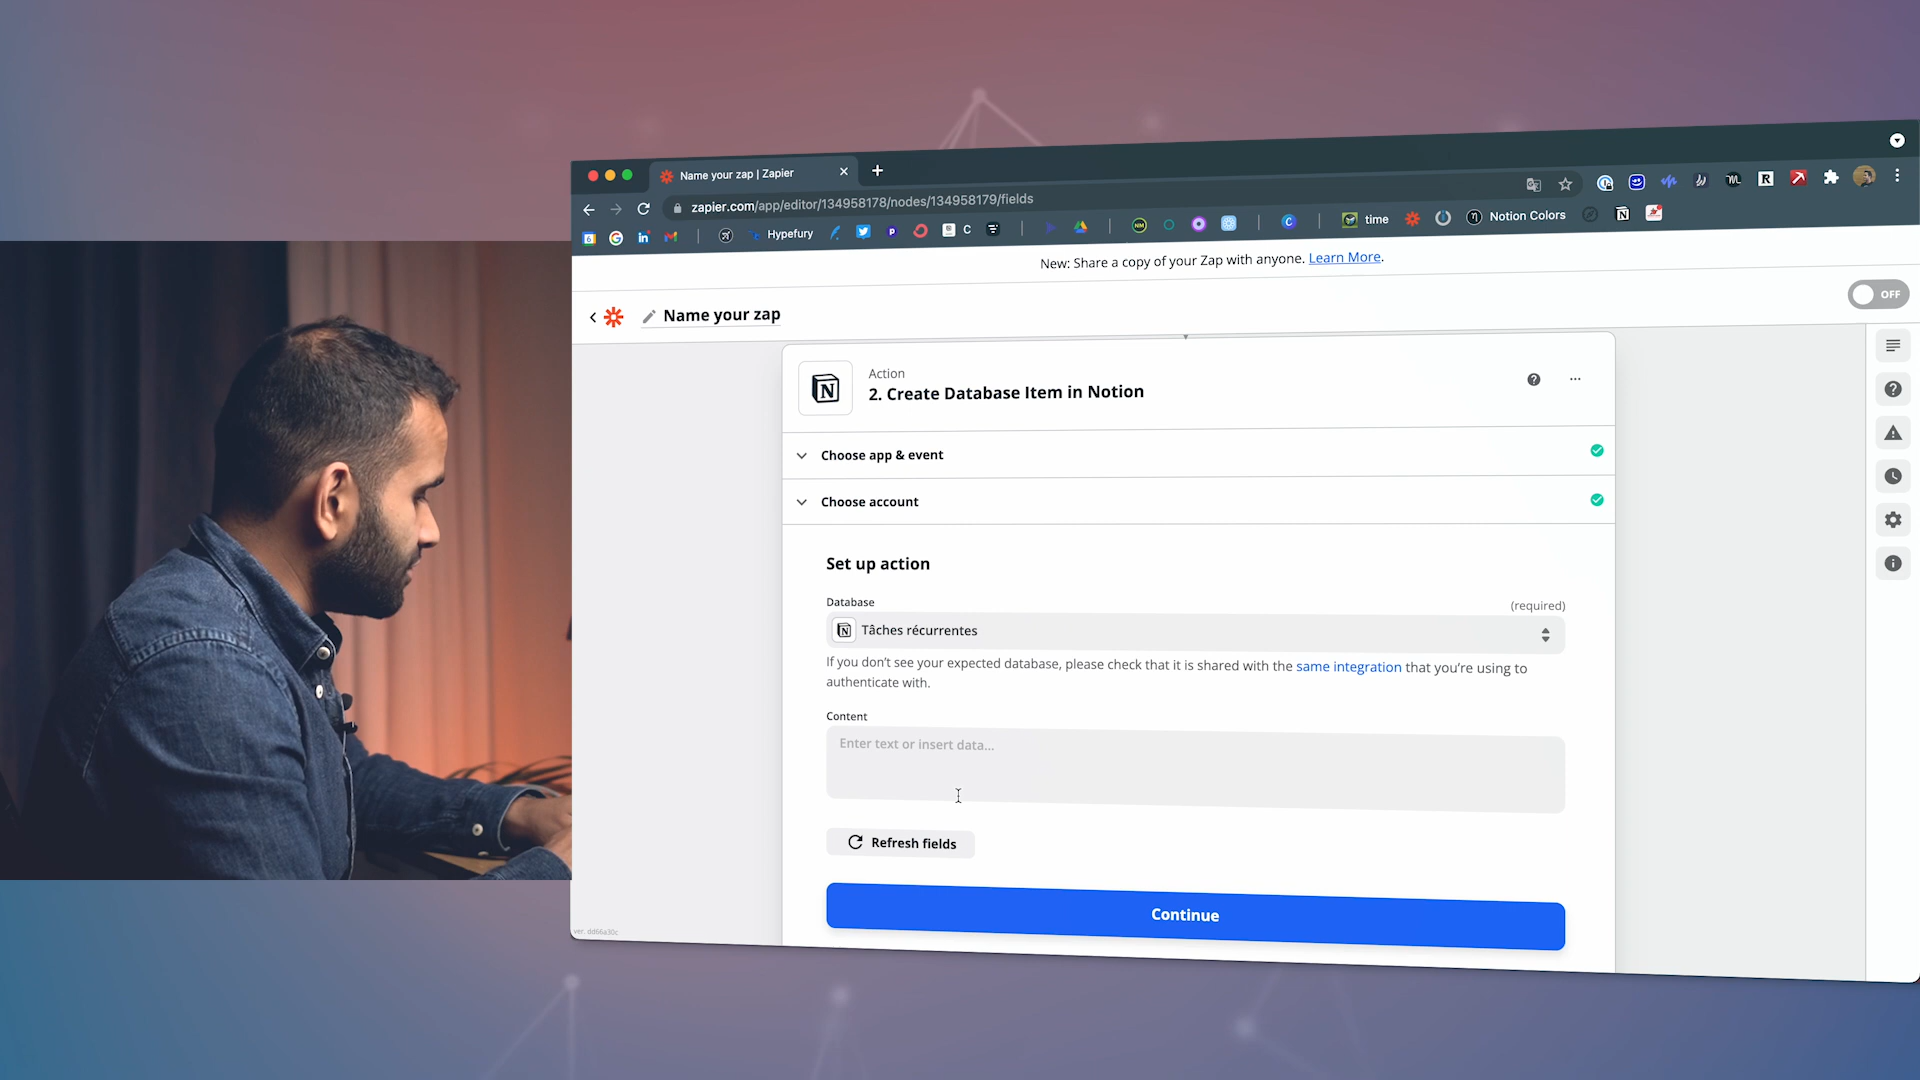 Name your zap | Zapier
zapier.com/app/editor/134958178/nodes/134958179/fields
Hypefury
C
NM
C
time
Notion Colors
R
New: Share a copy of your Zap with anyone. Learn More.
Name your zap
OFF
Action
2. Create Database Item in Notion
Choose app & event
Choose account
Set up action
Database
(required)
Tâches récurrentes
If you don't see your expected database, please check that it is shared with the same integration that you're using to
authenticate with.
Content
Enter text or insert data...
Refresh fields
Continue
ver. dd66a30c